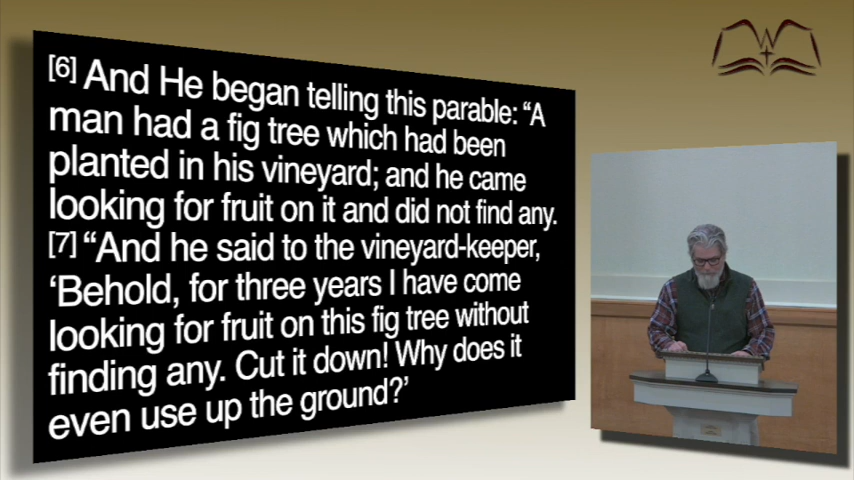 [6] And He began telling this parable: “A
man had a fig tree which had been
planted in his vineyard; and he came
looking for fruit on it and did not find any.
[7] “And he said to the vineyard-keeper,
‘Behold, for three years I have come
looking for fruit on this fig tree without
finding any. Cut it down! Why does it
even use up the ground?’
W